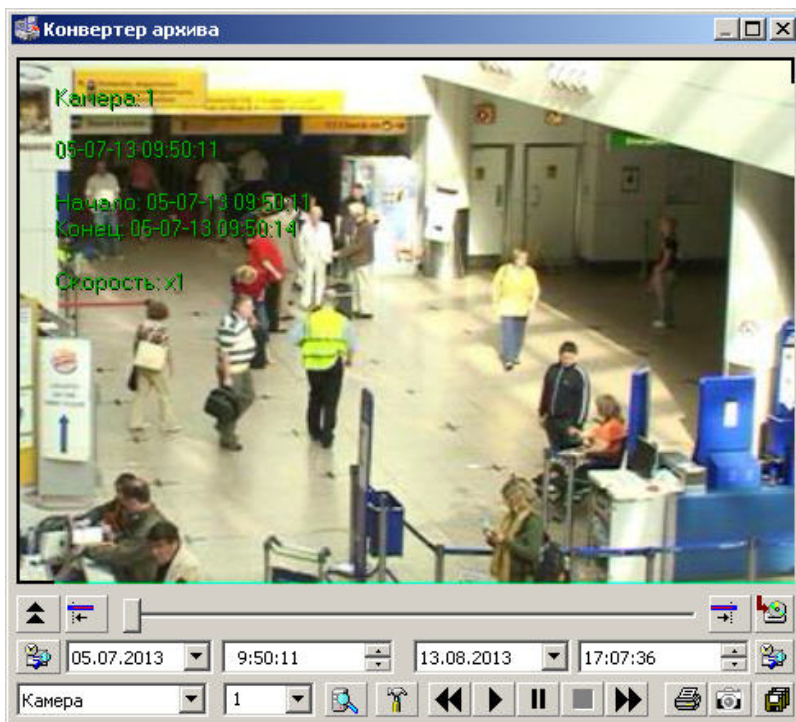 Конвертер архива
Камера: 1
05-07-13 09:50:11
Начало: 05-07-13 09:50:11
Конец: 05-07-13 09:50:14
Скорость: x1
05.07.2013 9:50:11 13.08.2013 17:07:36
Камера 1